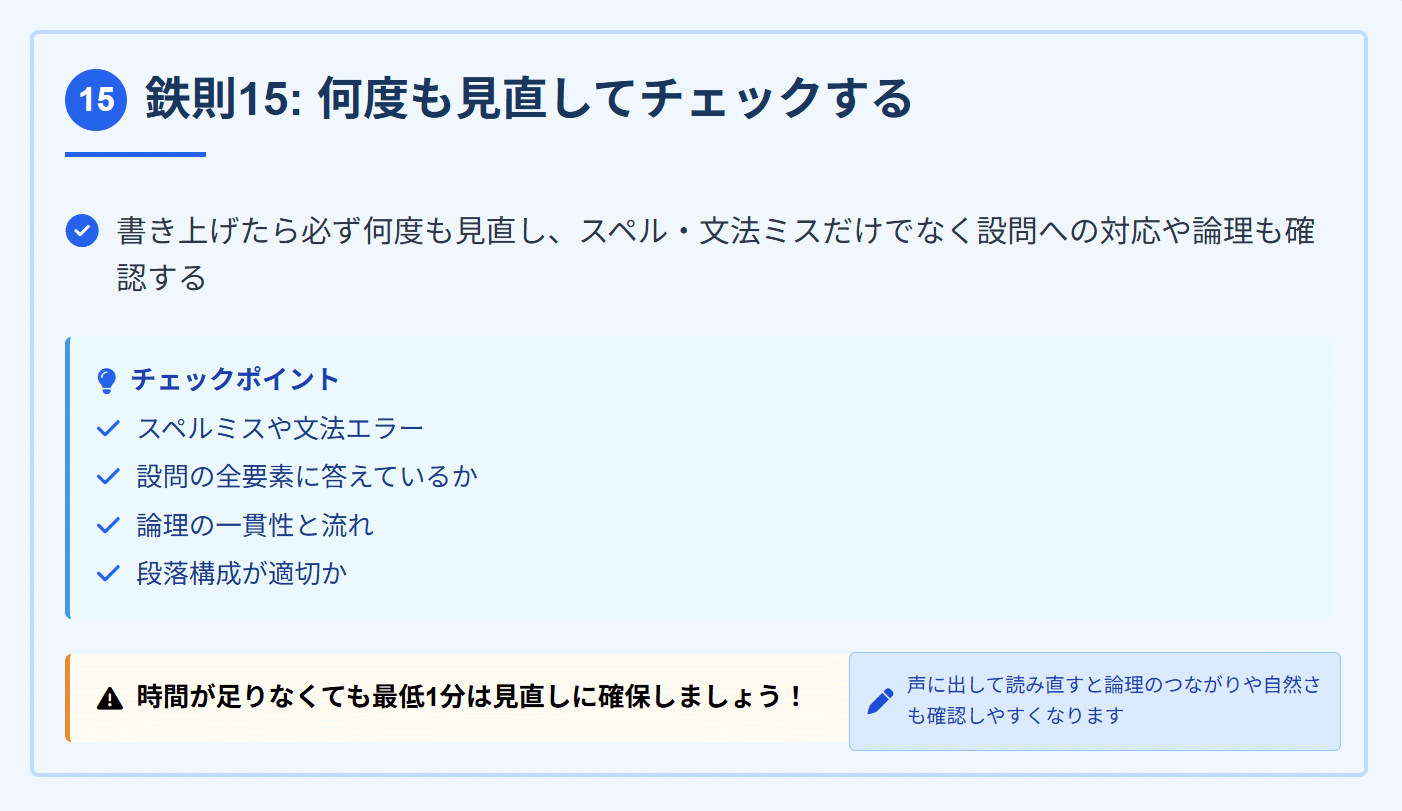 15 鉄則15: 何度も見直してチェックする
書き上げたら必ず何度も見直し、スペル・文法ミスだけでなく設問への対応や論理も確
認する
チェックポイント
スペルミスや文法エラー
設問の全要素に答えているか
論理の一貫性と流れ
段落構成が適切か
時間が足りなくても最低1分は見直しに確保しましょう！
声に出して読み直すと論理のつながりや自然さ
も確認しやすくなります